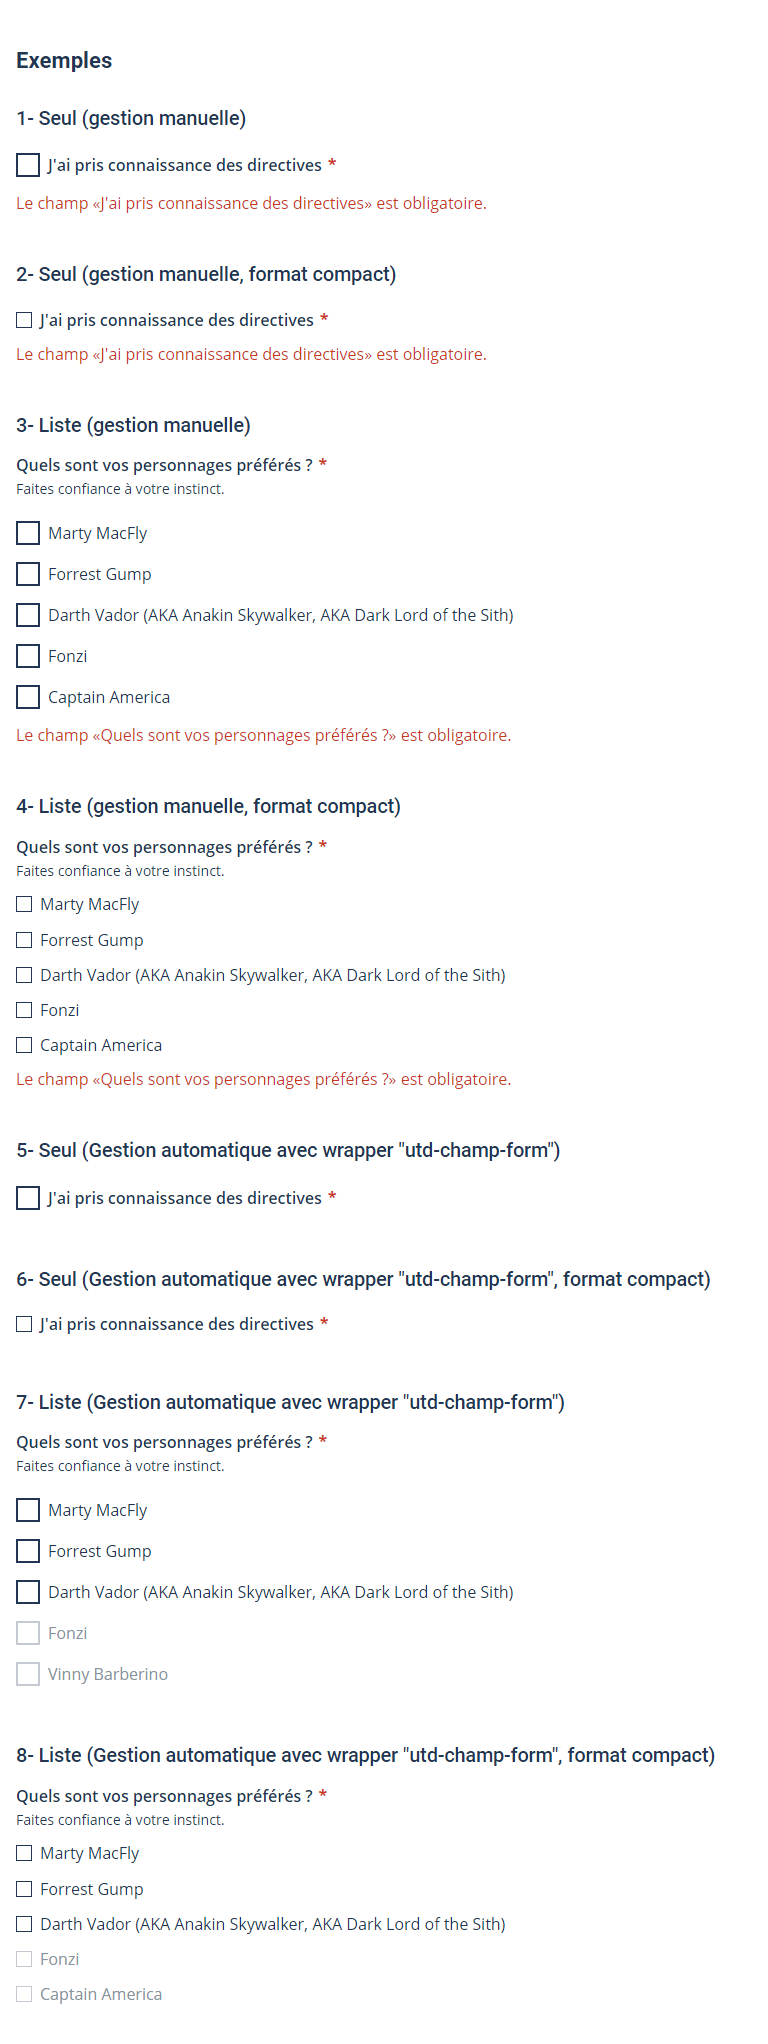 Exemples
1- Seul (gestion manuelle)
J'ai pris connaissance des directives *
Le champ «J'ai pris connaissance des directives» est obligatoire.
2- Seul (gestion manuelle, format compact)
J'ai pris connaissance des directives *
Le champ «J'ai pris connaissance des directives» est obligatoire.
3- Liste (gestion manuelle)
Quels sont vos personnages préférés ? *
Faites confiance à votre instinct.
Marty MacFly
Forrest Gump
Darth Vador (AKA Anakin Skywalker, AKA Dark Lord of the Sith)
Fonzi
Captain America
Le champ «Quels sont vos personnages préférés ?» est obligatoire.
4- Liste (gestion manuelle, format compact)
Quels sont vos personnages préférés ? *
Faites confiance à votre instinct.
Marty MacFly
Forrest Gump
Darth Vador (AKA Anakin Skywalker, AKA Dark Lord of the Sith)
Fonzi
Captain America
Le champ «Quels sont vos personnages préférés ?» est obligatoire.
5- Seul (Gestion automatique avec wrapper "utd-champ-form")
J'ai pris connaissance des directives *
6- Seul (Gestion automatique avec wrapper "utd-champ-form", format compact)
J'ai pris connaissance des directives *
7- Liste (Gestion automatique avec wrapper "utd-champ-form")
Quels sont vos personnages préférés ? *
Faites confiance à votre instinct.
Marty MacFly
Forrest Gump
Darth Vador (AKA Anakin Skywalker, AKA Dark Lord of the Sith)
Fonzi
Vinny Barberino
8- Liste (Gestion automatique avec wrapper "utd-champ-form", format compact)
Quels sont vos personnages préférés ? *
Faites confiance à votre instinct.
Marty MacFly
Forrest Gump
Darth Vador (AKA Anakin Skywalker, AKA Dark Lord of the Sith)
Fonzi
Captain America